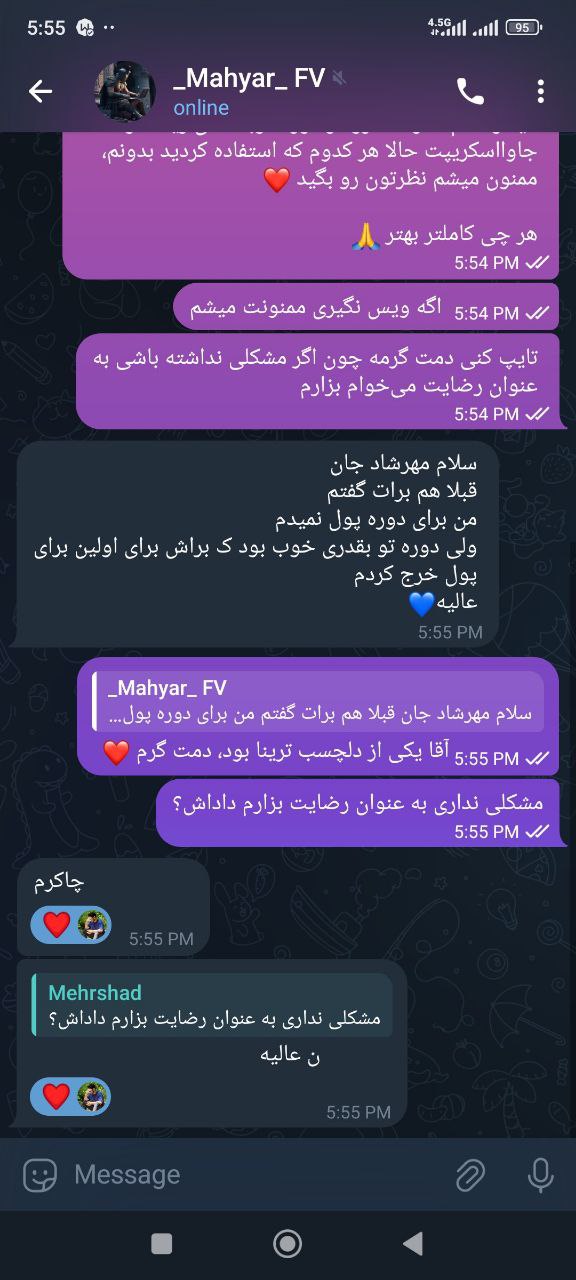 5:55
4.5G
95
_Mahyar_ FV
online
جاوااسکریپت حالا هر کدوم که استفاده کردید بدونم،
ممنون میشم نظرتون رو بگید ❤️
هر چی کاملتر بهتر 🙏
5:54 PM
اگه ویس نگیری ممنونت میشم
5:54 PM
تایپ کنی دمت گرمه چون اگر مشکلی نداشته باشی به
عنوان رضایت می‌خوام بزارم
5:54 PM
سلام مهرشاد جان
قبلا هم برات گفتم
من برای دوره پول نمیدم
ولی دوره تو بقدری خوب بود ک براش برای اولین برای
پول خرج کردم
عالیه💙
5:55 PM
_Mahyar_ FV
سلام مهرشاد جان قبلا هم برات گفتم من برای دوره پول...
آقا یکی از دلچسب ترینا بود، دمت گرم ❤️
5:55 PM
مشکلی نداری به عنوان رضایت بزارم داداش؟
5:55 PM
چاکرم
❤️
5:55 PM
Mehrshad
مشکلی نداری به عنوان رضایت بزارم داداش؟
ن عالیه
❤️
5:55 PM
Message